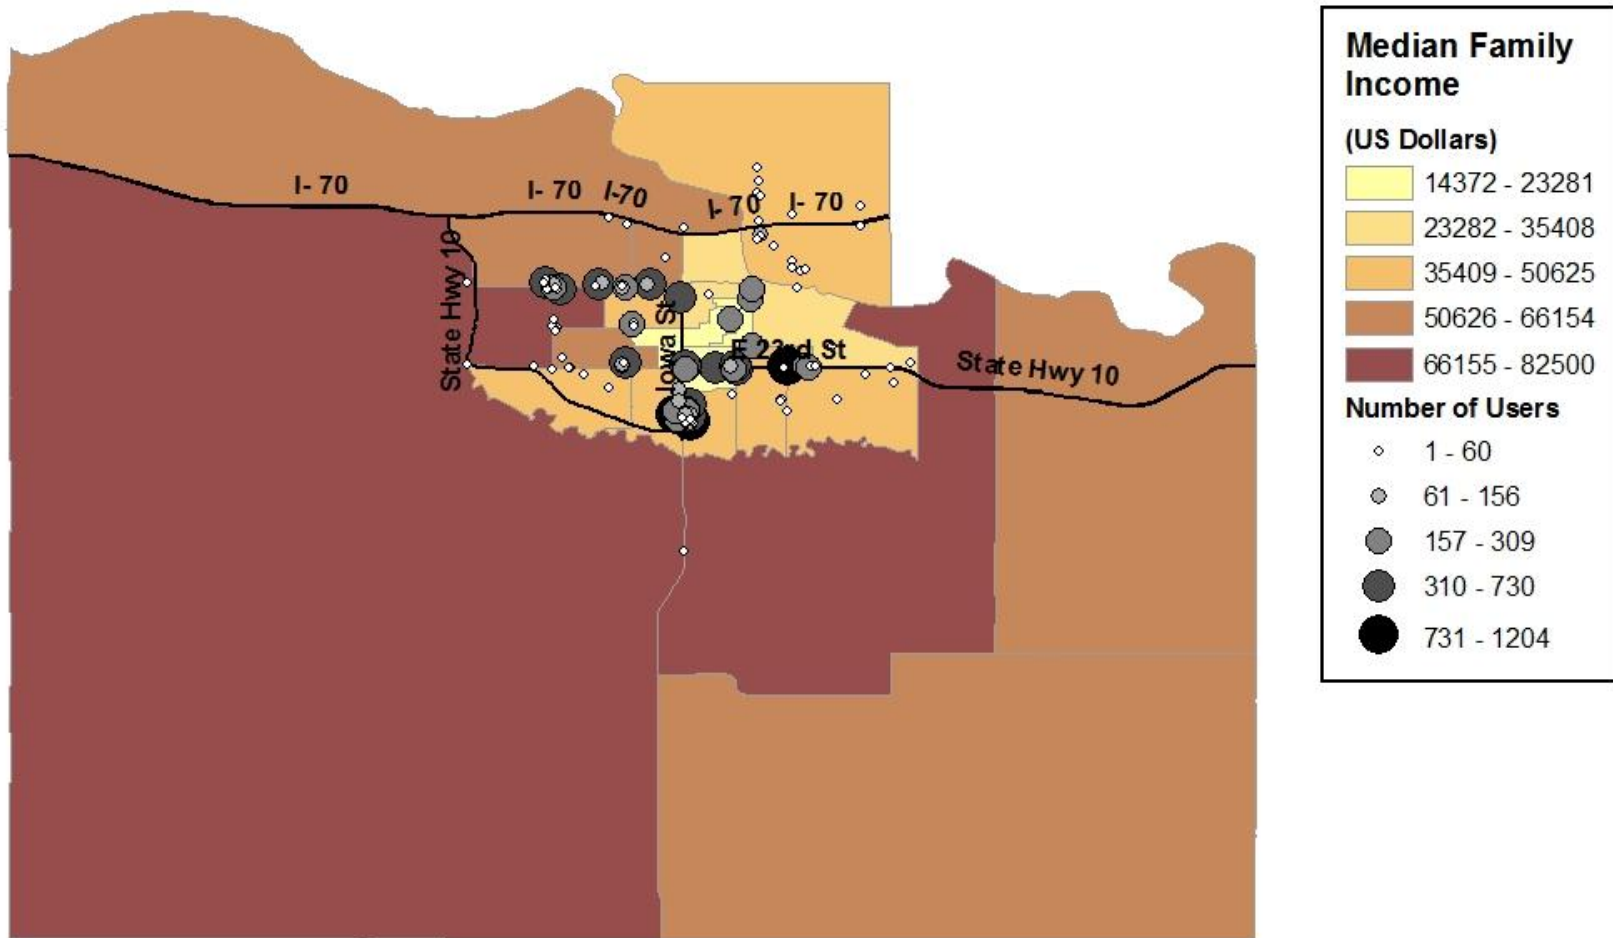 I- 70
I- 70
I-70
I- 70
I- 70
State Hwy 10
Iowa St
E 23rd St
State Hwy 10
Median Family
Income
(US Dollars)
14372 - 23281
23282 - 35408
35409 - 50625
50626 - 66154
66155 - 82500
Number of Users
1 - 60
61 - 156
157 - 309
310 - 730
731 - 1204